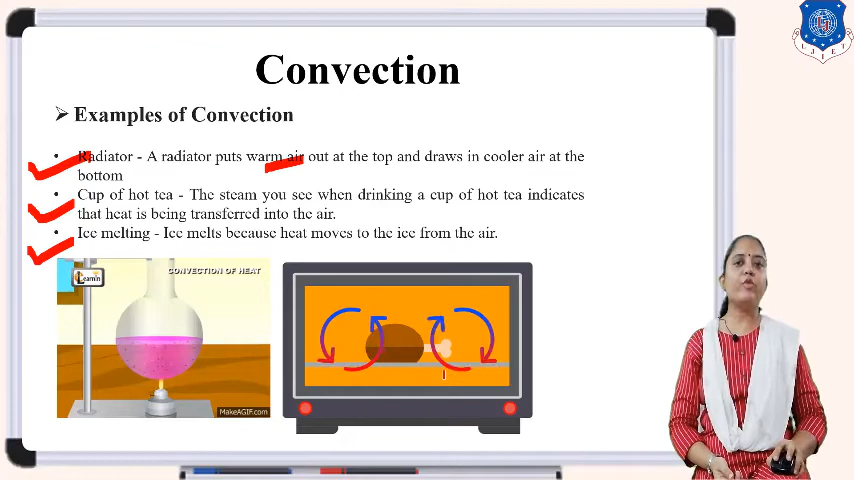 LJIET
Convection
➢ Examples of Convection
• Radiator - A radiator puts warm air out at the top and draws in cooler air at the
bottom
• Cup of hot tea - The steam you see when drinking a cup of hot tea indicates
that heat is being transferred into the air.
• Ice melting - Ice melts because heat moves to the ice from the air.
Learnin
CONVECTION OF HEAT
MakeAGIF.com